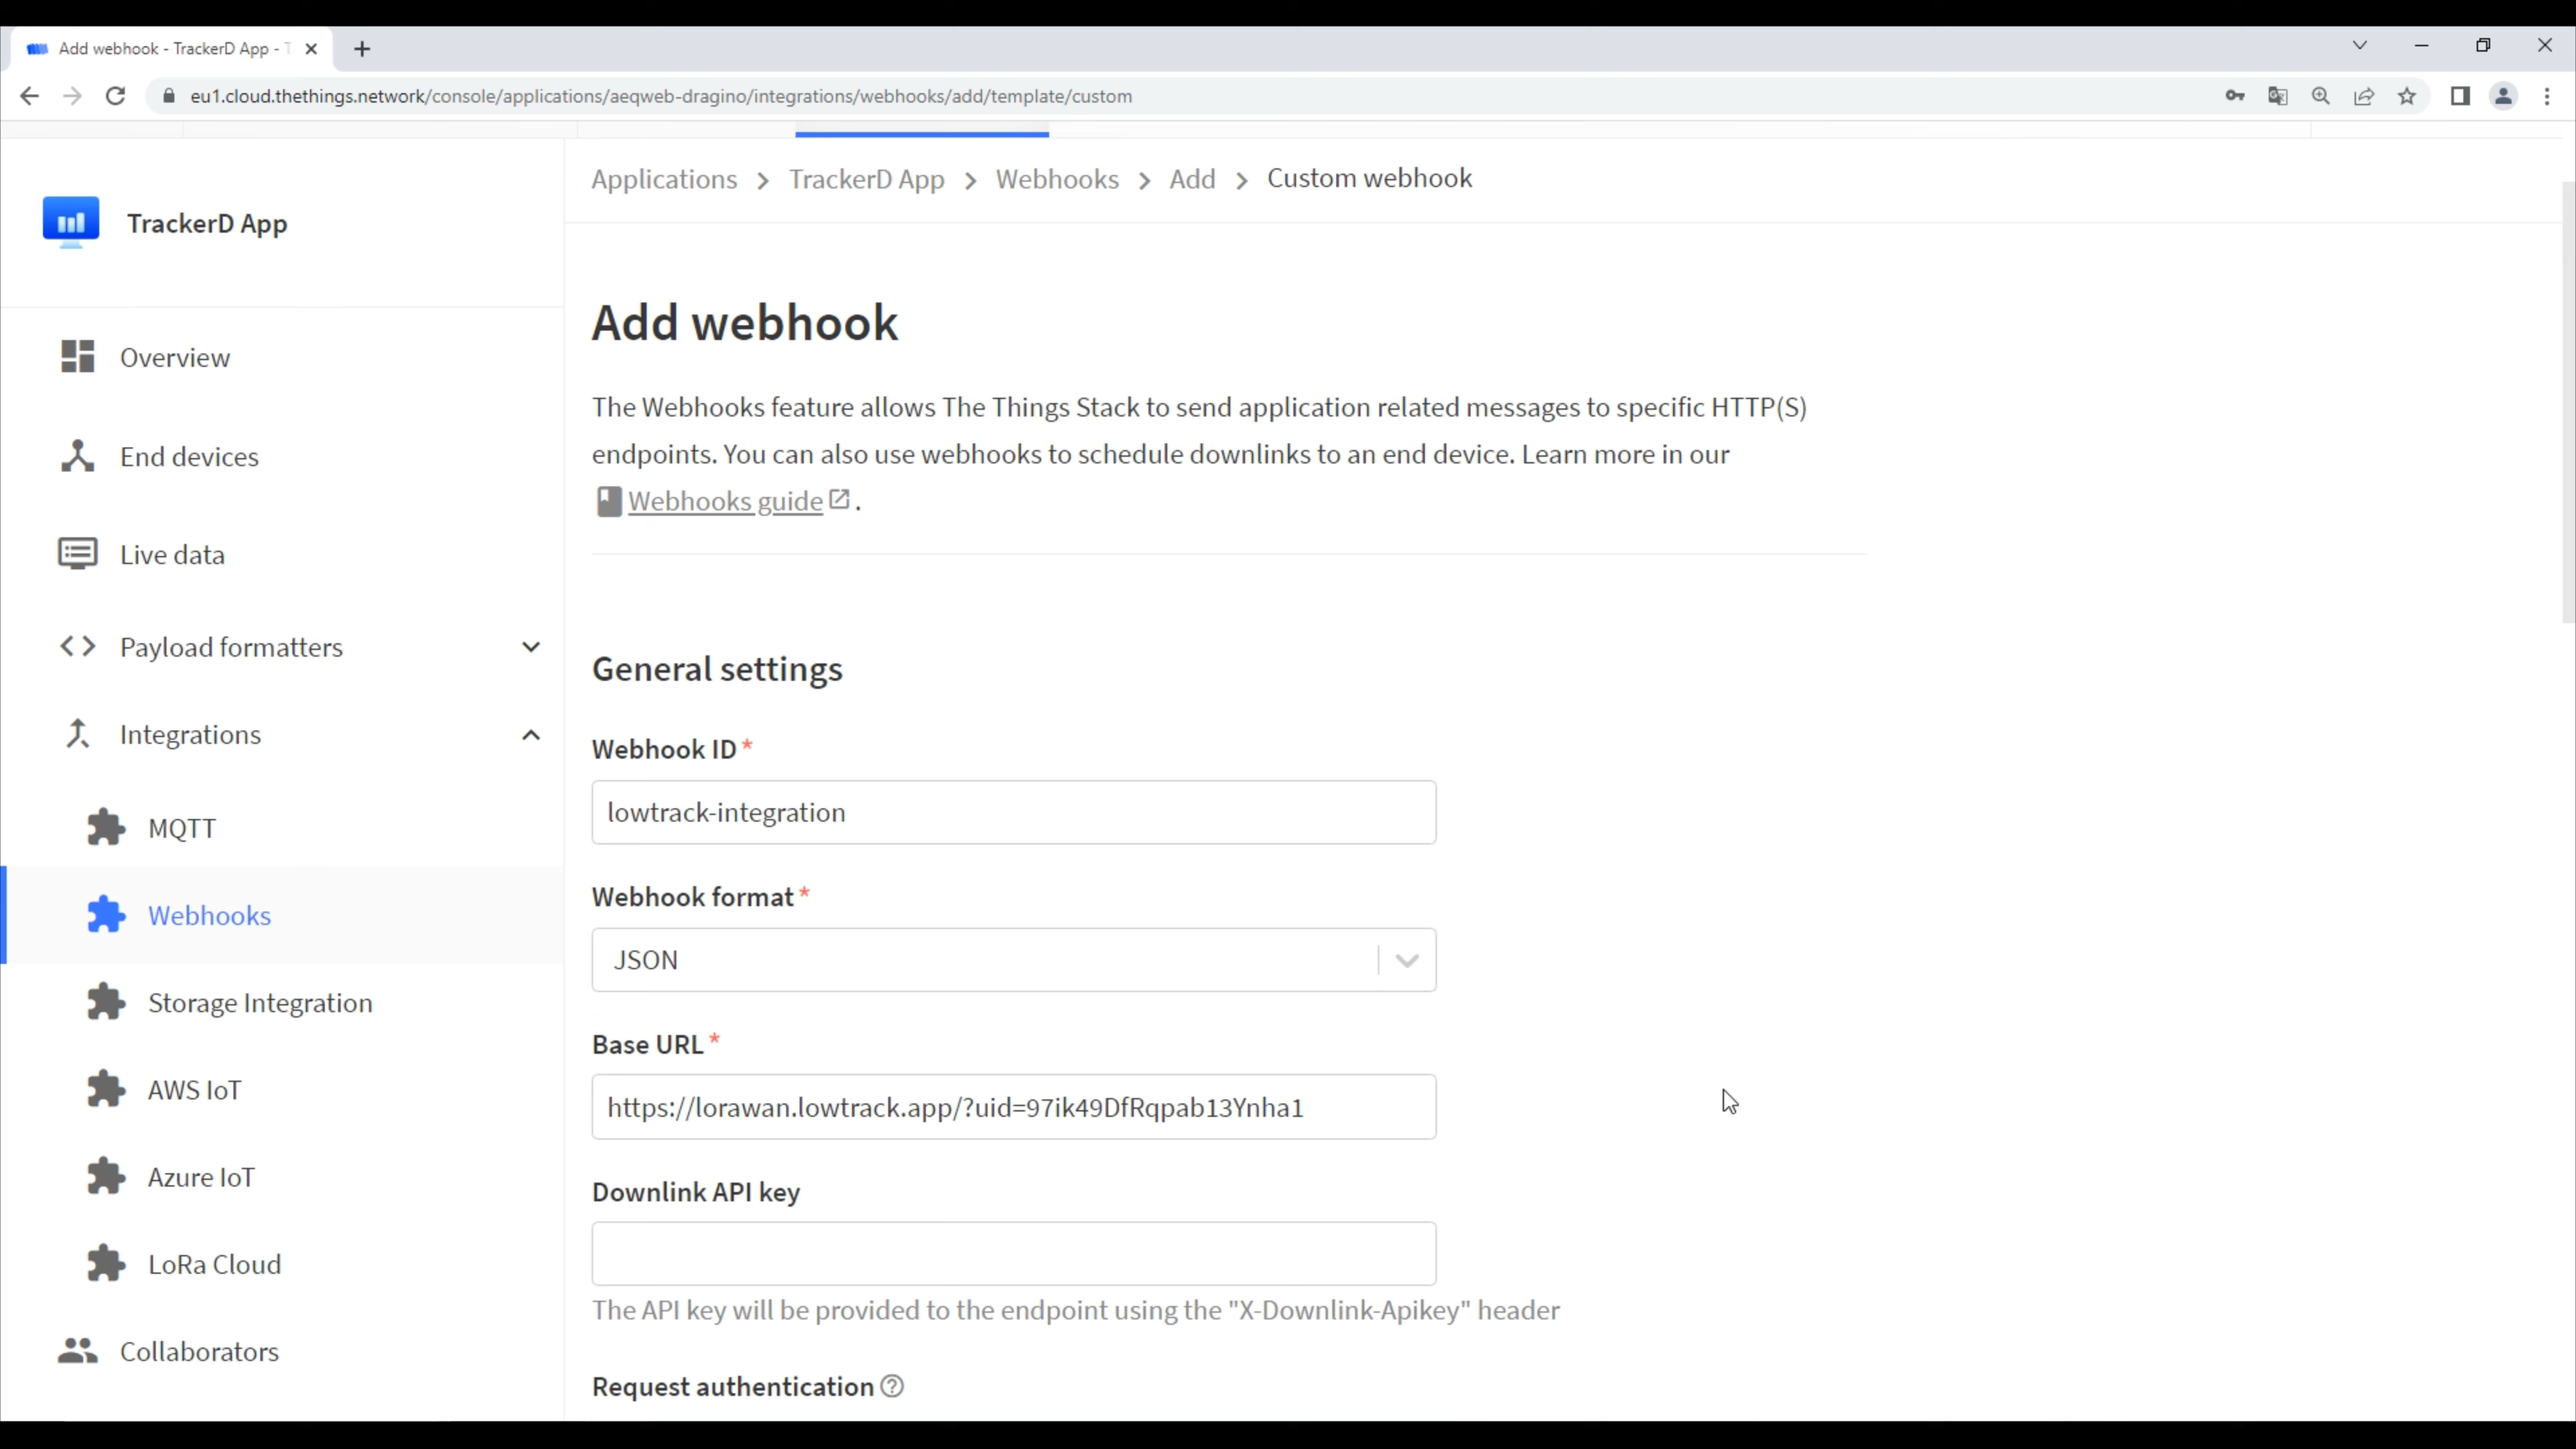 Add webhook - TrackerD App - T
eu1.cloud.thethings.network/console/applications/aeqweb-dragino/integrations/webhooks/add/template/custom
Applications > TrackerD App > Webhooks > Add > Custom webhook
TrackerD App
Overview
End devices
Live data
Payload formatters
Integrations
MQTT
Webhooks
Storage Integration
AWS IoT
Azure IoT
LoRa Cloud
Collaborators
Add webhook
The Webhooks feature allows The Things Stack to send application related messages to specific HTTP(S)
endpoints. You can also use webhooks to schedule downlinks to an end device. Learn more in our
Webhooks guide .
General settings
Webhook ID *
lowtrack-integration
Webhook format *
JSON
Base URL *
https://lorawan.lowtrack.app/?uid=97ik49DfRqpab13Ynha1
Downlink API key
The API key will be provided to the endpoint using the "X-Downlink-Apikey" header
Request authentication